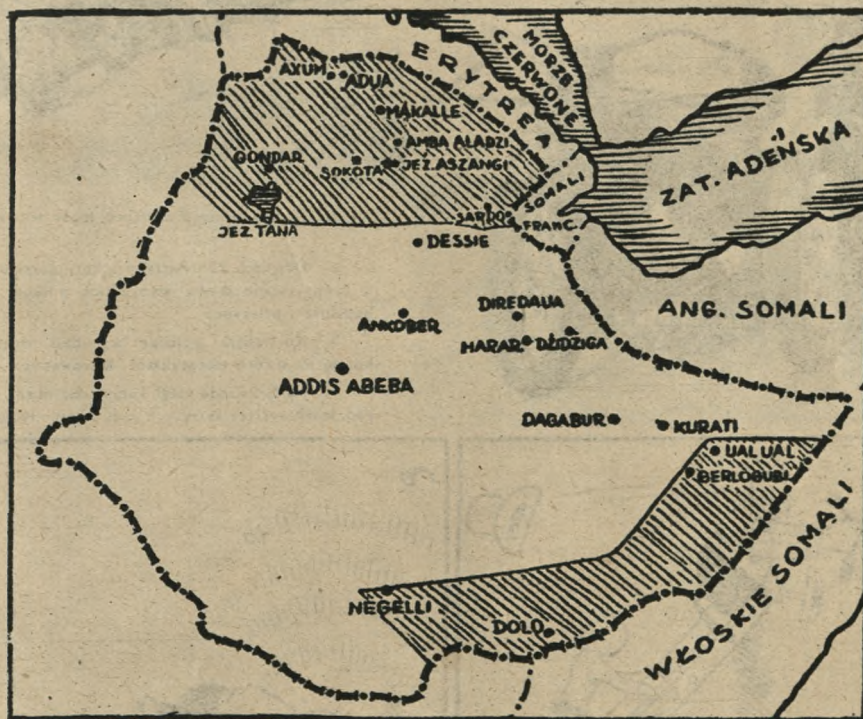 MORZE
CZERWONE
ERYTREA
AXUM
ADUA
MAKALLE
AMBA ALADZI
GONDAR
SOKOTA
JEZ. ASZANGI
ZAT. ADEŃSKA
SOMALI
FRANC.
SARDO
JEZ TANA
DESSIE
ANKOBER
DIREDAUA
ANG. SOMALI
HARAR
DŻIDŻIGA
ADDIS ABEBA
DAGABUR
KURATI
UAL UAL
BERLOGUBI
WŁOSKIE SOMALI
NEGELLI
DOLO